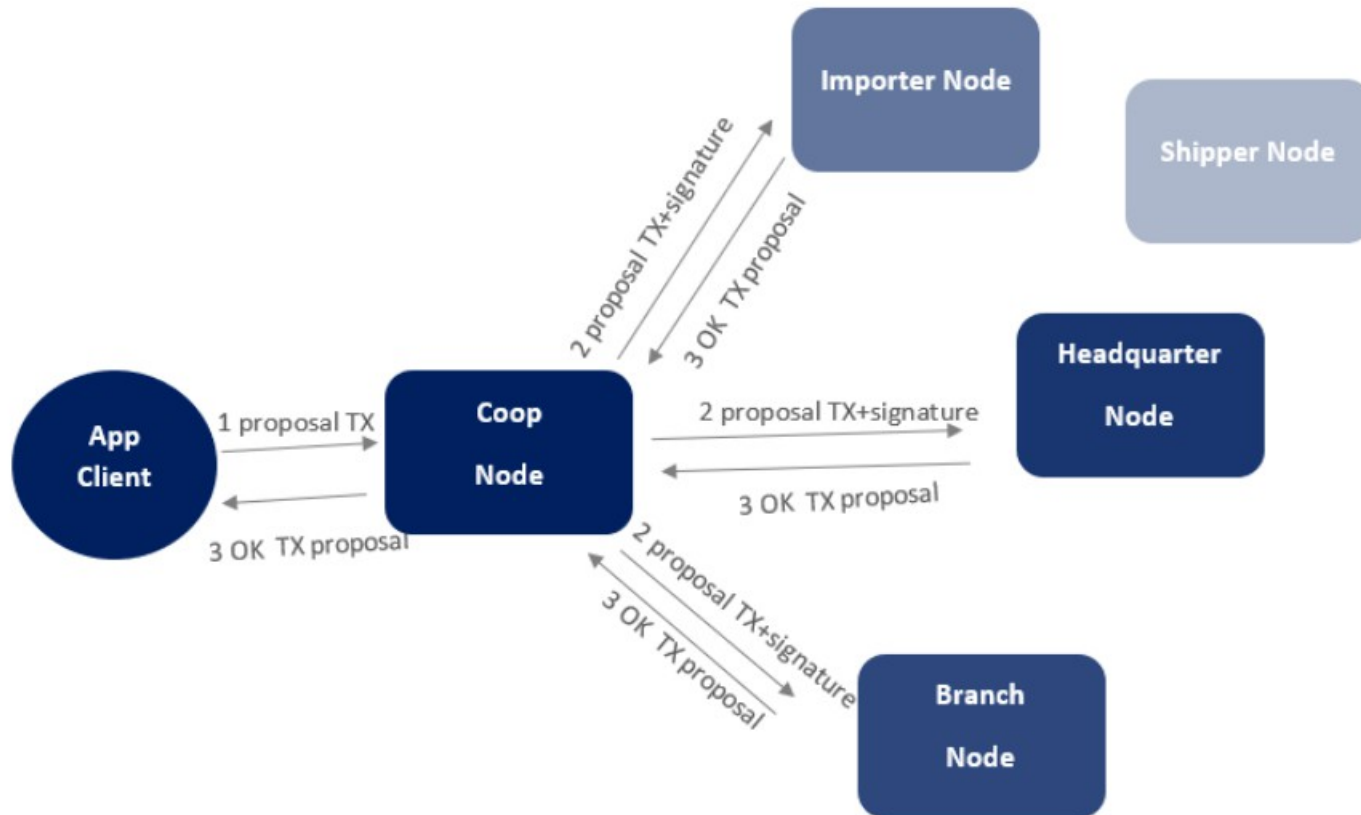 Importer Node
Shipper Node
2 proposal TX+signature
3 OK TX proposal
Headquarter
Node
App
Client
1 proposal TX
3 OK TX proposal
Coop
Node
2 proposal TX+signature
3 OK TX proposal
2 proposal TX+signature
3 OK TX proposal
Branch
Node